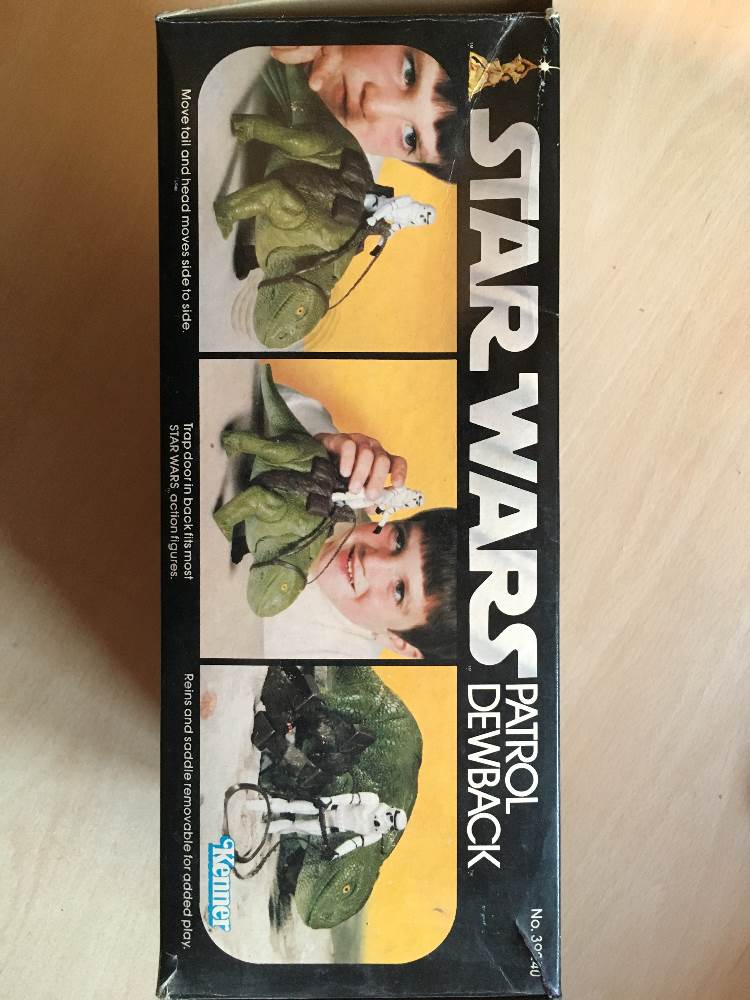 STAR WARS
PATROL
DEWBACK
Move tail and head moves side to side.
Trap door in back fits most
STAR WARS action figures.
Reins and saddle removable for added play.
Kenner